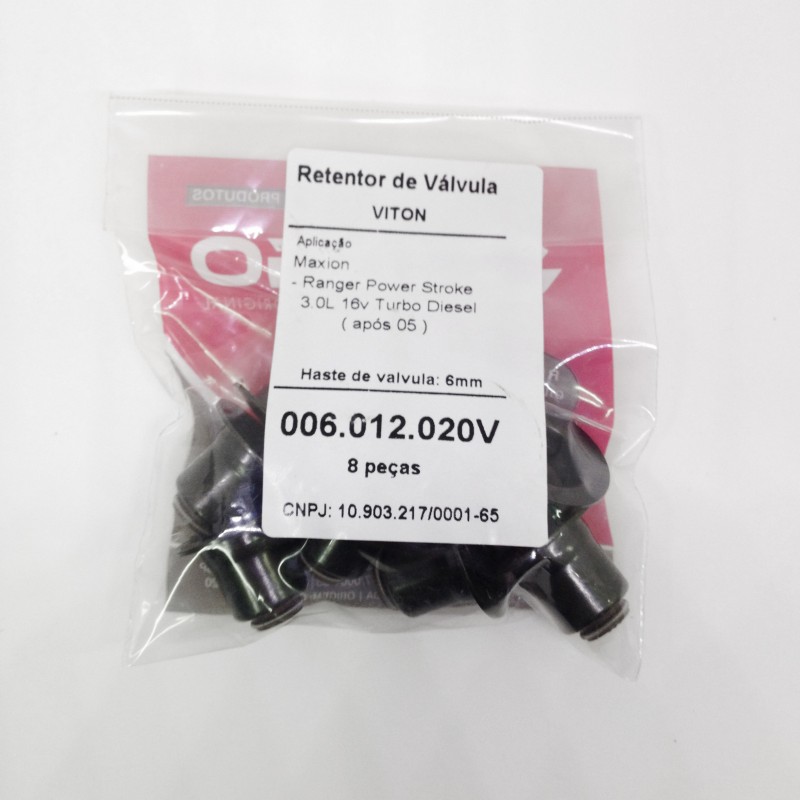 Retentor de Válvula
VITON
Aplicação
Maxion
- Ranger Power Stroke
3.0L 16v Turbo Diesel
( após 05 )
Haste de valvula: 6mm
006.012.020V
8 peças
CNPJ: 10.903.217/0001-65
PRODUTOS